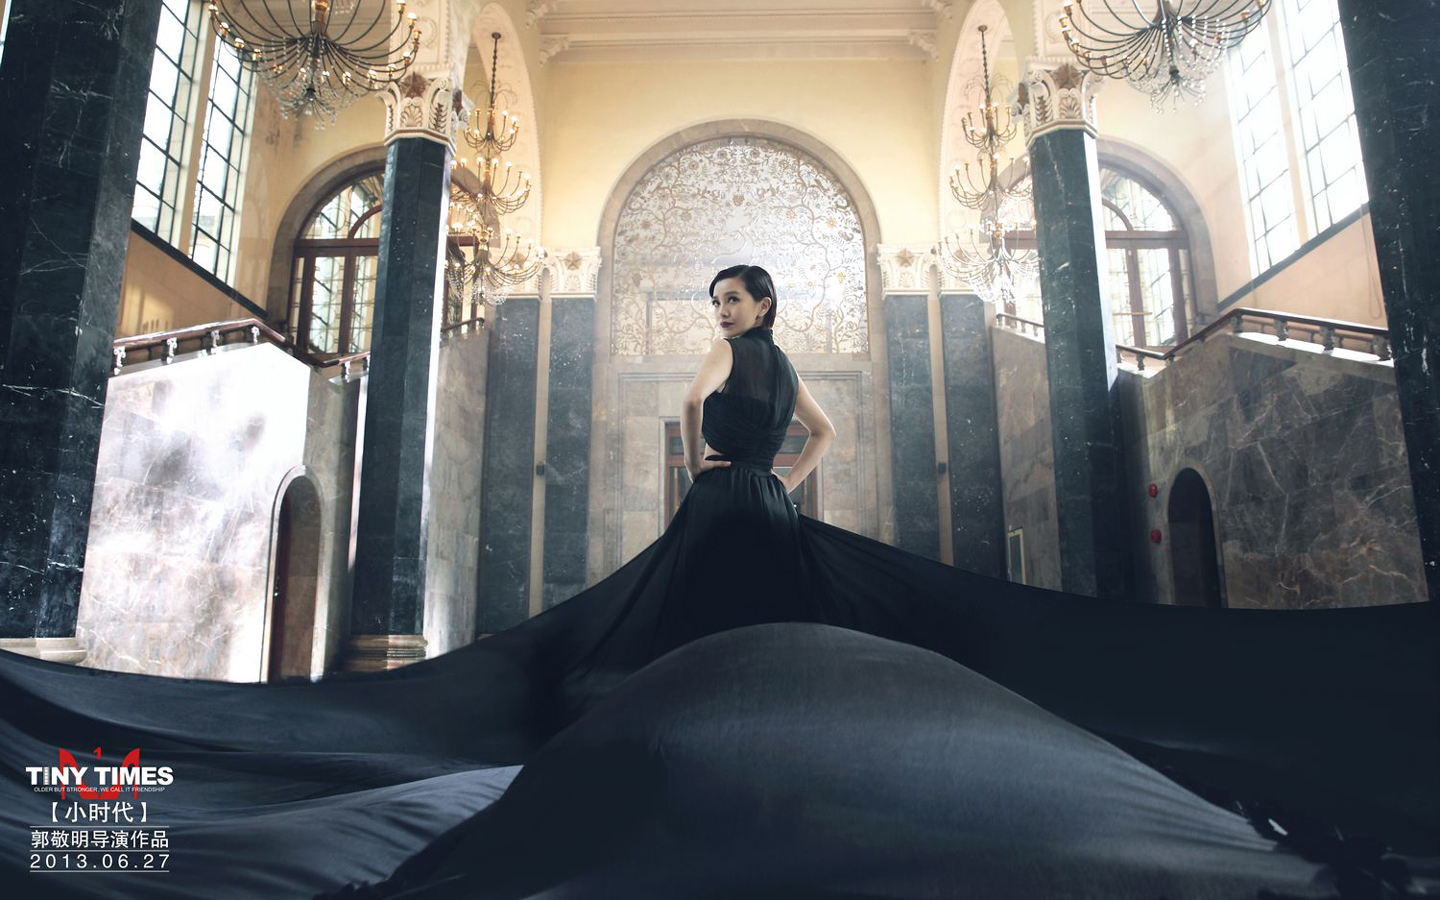 1
TINY TIMES
OLDER BUT STRONGER, WE CALL IT FRIENDSHIP
【小时代】
郭敬明导演作品
2013.06.27